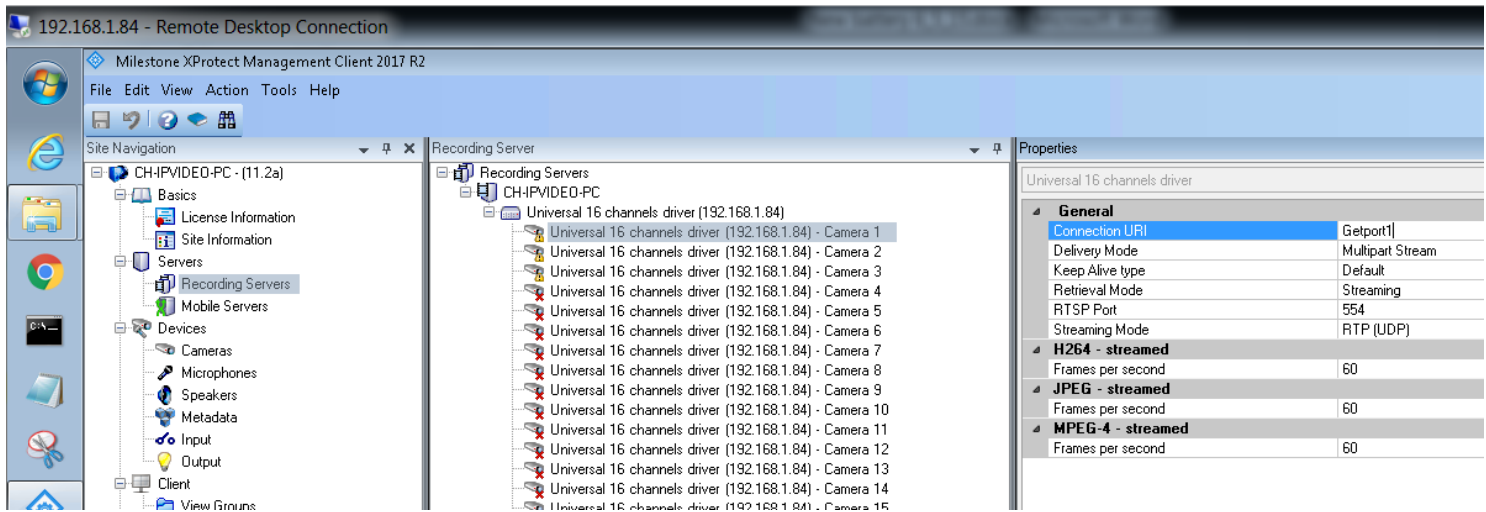 192.168.1.84 - Remote Desktop Connection
Milestone XProtect Management Client 2017 R2
File Edit View Action Tools Help
Site Navigation
CH-IPVIDEO-PC - (11.2a)
Basics
License Information
Site Information
Servers
Recording Servers
Mobile Servers
Devices
Cameras
Microphones
Speakers
Metadata
Input
Output
Client
View Groups
Recording Server
Recording Servers
CH-IPVIDEO-PC
Universal 16 channels driver (192.168.1.84)
Universal 16 channels driver (192.168.1.84) - Camera 1
Universal 16 channels driver (192.168.1.84) - Camera 2
Universal 16 channels driver (192.168.1.84) - Camera 3
Universal 16 channels driver (192.168.1.84) - Camera 4
Universal 16 channels driver (192.168.1.84) - Camera 5
Universal 16 channels driver (192.168.1.84) - Camera 6
Universal 16 channels driver (192.168.1.84) - Camera 7
Universal 16 channels driver (192.168.1.84) - Camera 8
Universal 16 channels driver (192.168.1.84) - Camera 9
Universal 16 channels driver (192.168.1.84) - Camera 10
Universal 16 channels driver (192.168.1.84) - Camera 11
Universal 16 channels driver (192.168.1.84) - Camera 12
Universal 16 channels driver (192.168.1.84) - Camera 13
Universal 16 channels driver (192.168.1.84) - Camera 14
Universal 16 channels driver (192.168.1.84) - Camera 15
Properties
Universal 16 channels driver
General
Connection URI Getport1
Delivery Mode Multipart Stream
Keep Alive type Default
Retrieval Mode Streaming
RTSP Port 554
Streaming Mode RTP (UDP)
H264 - streamed
Frames per second 60
JPEG - streamed
Frames per second 60
MPEG-4 - streamed
Frames per second 60